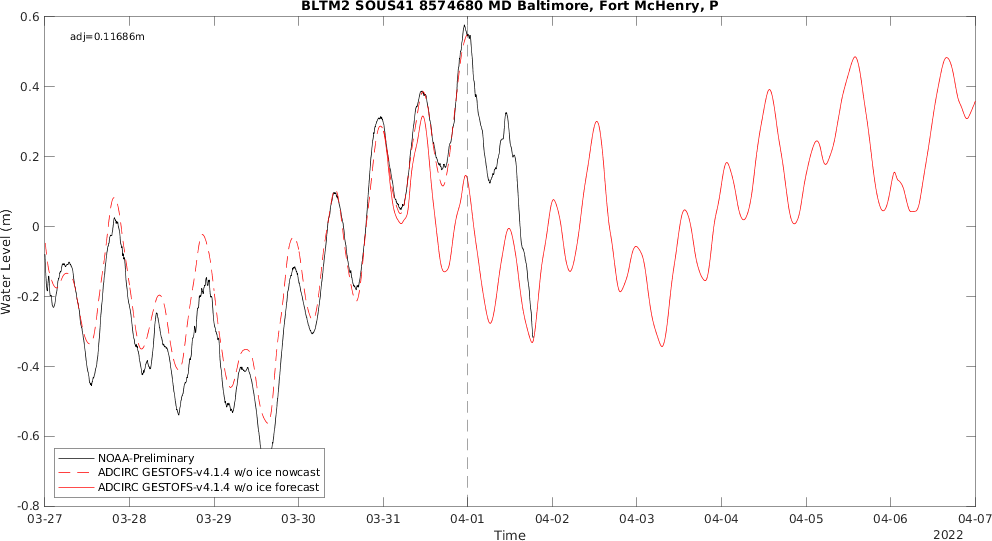 BLTM2 SOUS41 8574680 MD Baltimore, Fort McHenry, P
adj=0.11686m
0.6
0.4
0.2
0
-0.2
-0.4
-0.6
-0.8
Water Level (m)
NOAA-Preliminary
ADCIRC GESTOFS-v4.1.4 w/o ice nowcast
ADCIRC GESTOFS-v4.1.4 w/o ice forecast
03-27 03-28 03-29 03-30 03-31 04-01 04-02 04-03 04-04 04-05 04-06 04-07
Time
2022